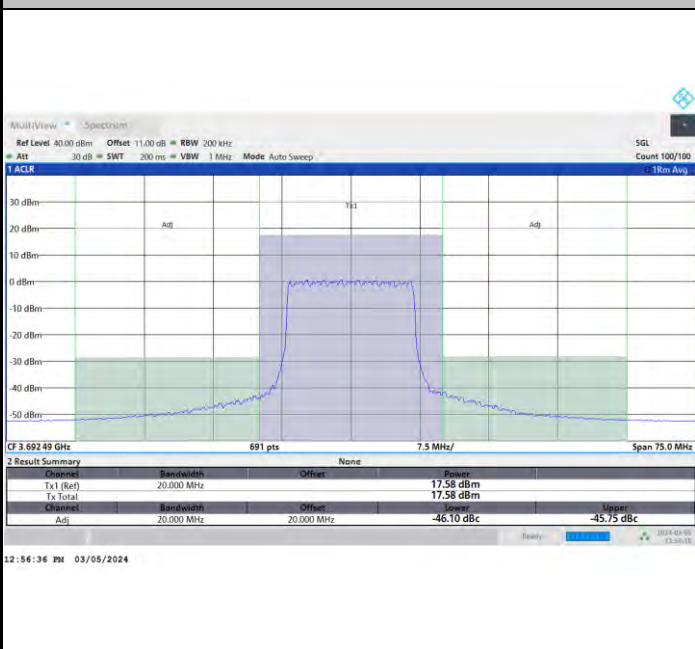 MultiView Spectrum
Ref Level 40.00 dBm Offset 11.00 dB RBW 200 kHz SGL
Att 30 dB SWT 200 ms VBW 1 MHz Mode Auto Sweep Count 100/100
1 ACLR 1Rm Avg
Tx1
Adj Adj
30 dBm
20 dBm
10 dBm
0 dBm
-10 dBm
-20 dBm
-30 dBm
-40 dBm
-50 dBm
CF 3.692 49 GHz 691 pts 7.5 MHz/ Span 75.0 MHz
2 Result Summary None
Channel Bandwidth Offset Power
Tx1 (Ref) 20.000 MHz 17.58 dBm
Tx Total 17.58 dBm
Channel Bandwidth Offset Lower Upper
Adj 20.000 MHz 20.000 MHz -46.10 dBc -45.75 dBc
Ready
12:56:36 PM 03/05/2024